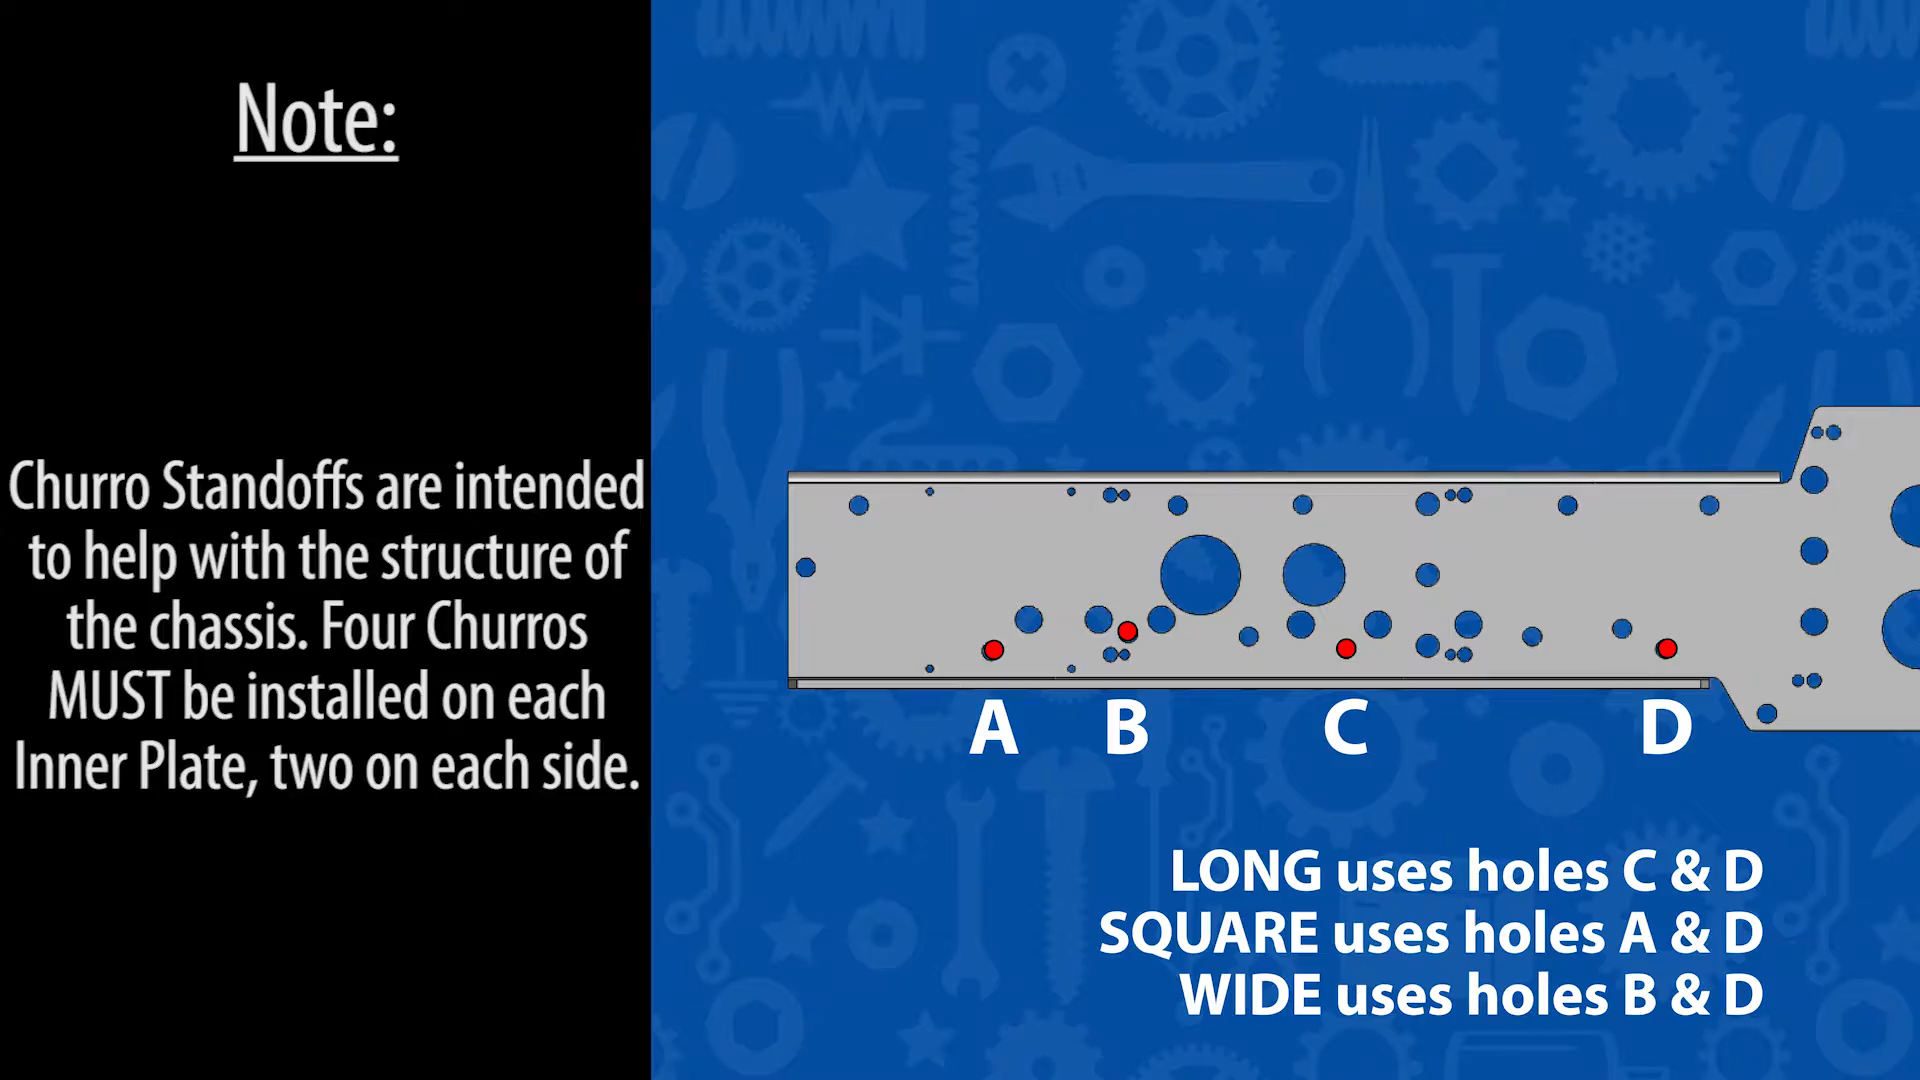 Note:
Churro Standoffs are intended
to help with the structure of
the chassis. Four Churros
MUST be installed on each
Inner Plate, two on each side.
A B C D
LONG uses holes C & D
SQUARE uses holes A & D
WIDE uses holes B & D